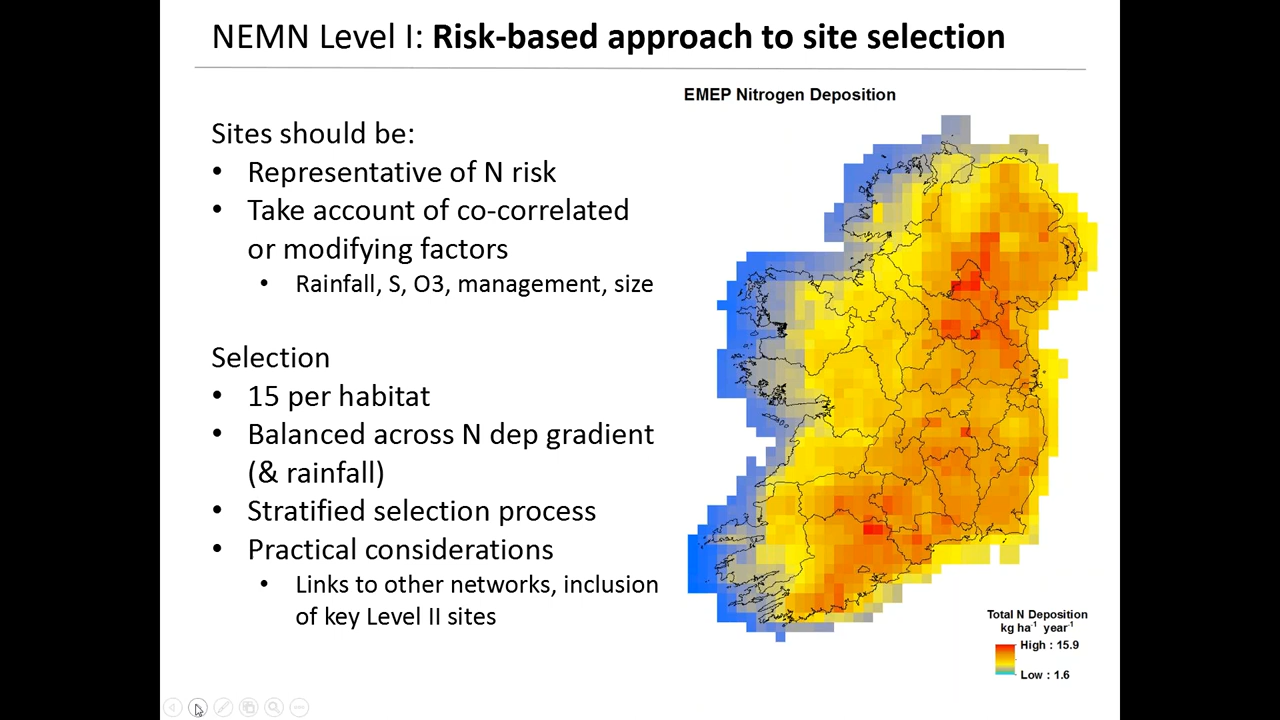 NEMN Level I: Risk-based approach to site selection
EMEP Nitrogen Deposition
Sites should be:
• Representative of N risk
• Take account of co-correlated
or modifying factors
• Rainfall, S, O3, management, size
Selection
• 15 per habitat
• Balanced across N dep gradient
(& rainfall)
• Stratified selection process
• Practical considerations
• Links to other networks, inclusion
of key Level II sites
Total N Deposition
kg ha⁻¹ year⁻¹
High : 15.9
Low : 1.6